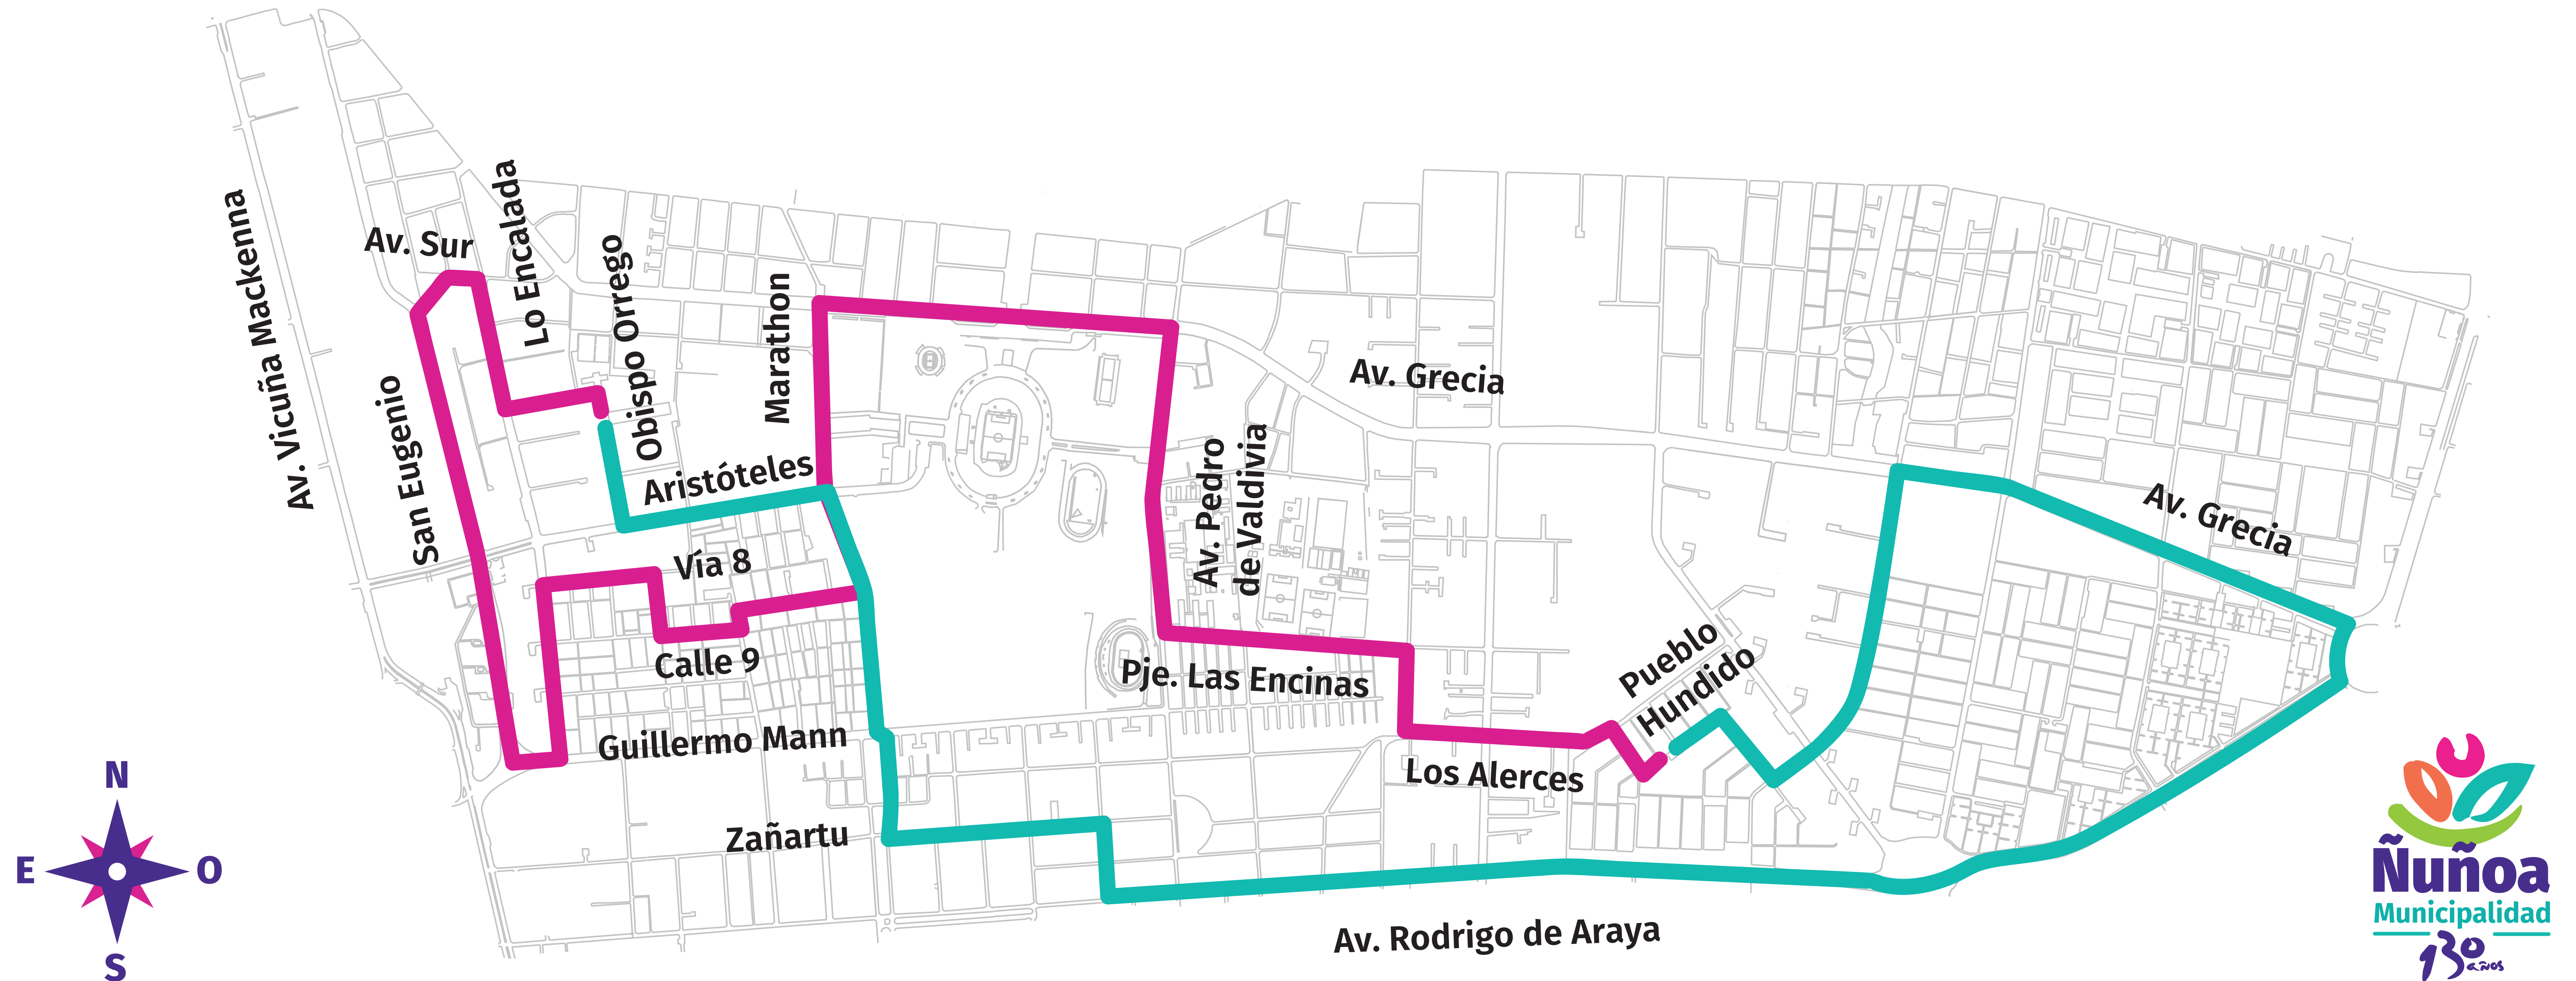 Av. Vicuña Mackenna
Av. Sur
Lo Encalada
Obispo Orrego
San Eugenio
Marathon
Aristóteles
Vía 8
Calle 9
Guillermo Mann
Zañartu
Av. Grecia
Av. Pedro
de Valdivia
Pje. Las Encinas
Los Alerces
Pueblo
Hundido
Av. Grecia
Av. Rodrigo de Araya
N
E
O
S
Ñuñoa
Municipalidad
130
años